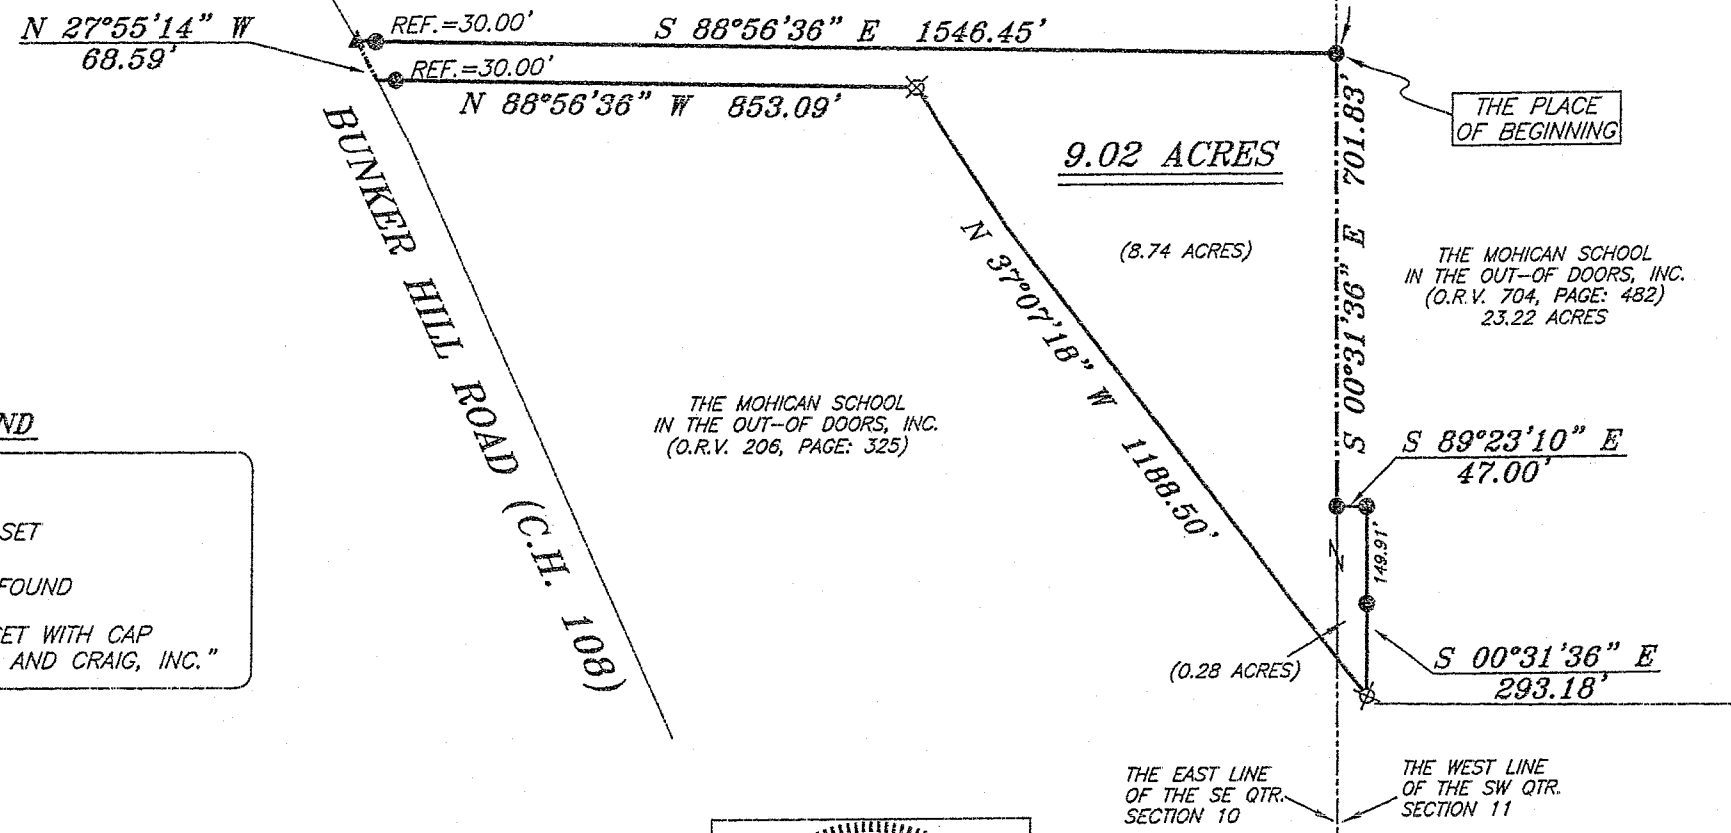 N 27°55'14" W
68.59'
REF.=30.00'
S 88°56'36" E 1546.45'
REF.=30.00'
N 88°56'36" W 853.09'
THE PLACE
OF BEGINNING
9.02 ACRES
S 00°31'36" E 701.83'
BUNKER HILL ROAD (C.H. 108)
N 37°07'18" W 1188.50'
(8.74 ACRES)
THE MOHICAN SCHOOL
IN THE OUT-OF DOORS, INC.
(O.R.V. 704, PAGE: 482)
23.22 ACRES
THE MOHICAN SCHOOL
IN THE OUT-OF DOORS, INC.
(O.R.V. 206, PAGE: 325)
S 89°23'10" E
47.00'
149.91'
ND
SET
FOUND
ET WITH CAP
AND CRAIG, INC."
(0.28 ACRES)
S 00°31'36" E
293.18'
THE EAST LINE
OF THE SE QTR.
SECTION 10
THE WEST LINE
OF THE SW QTR.
SECTION 11